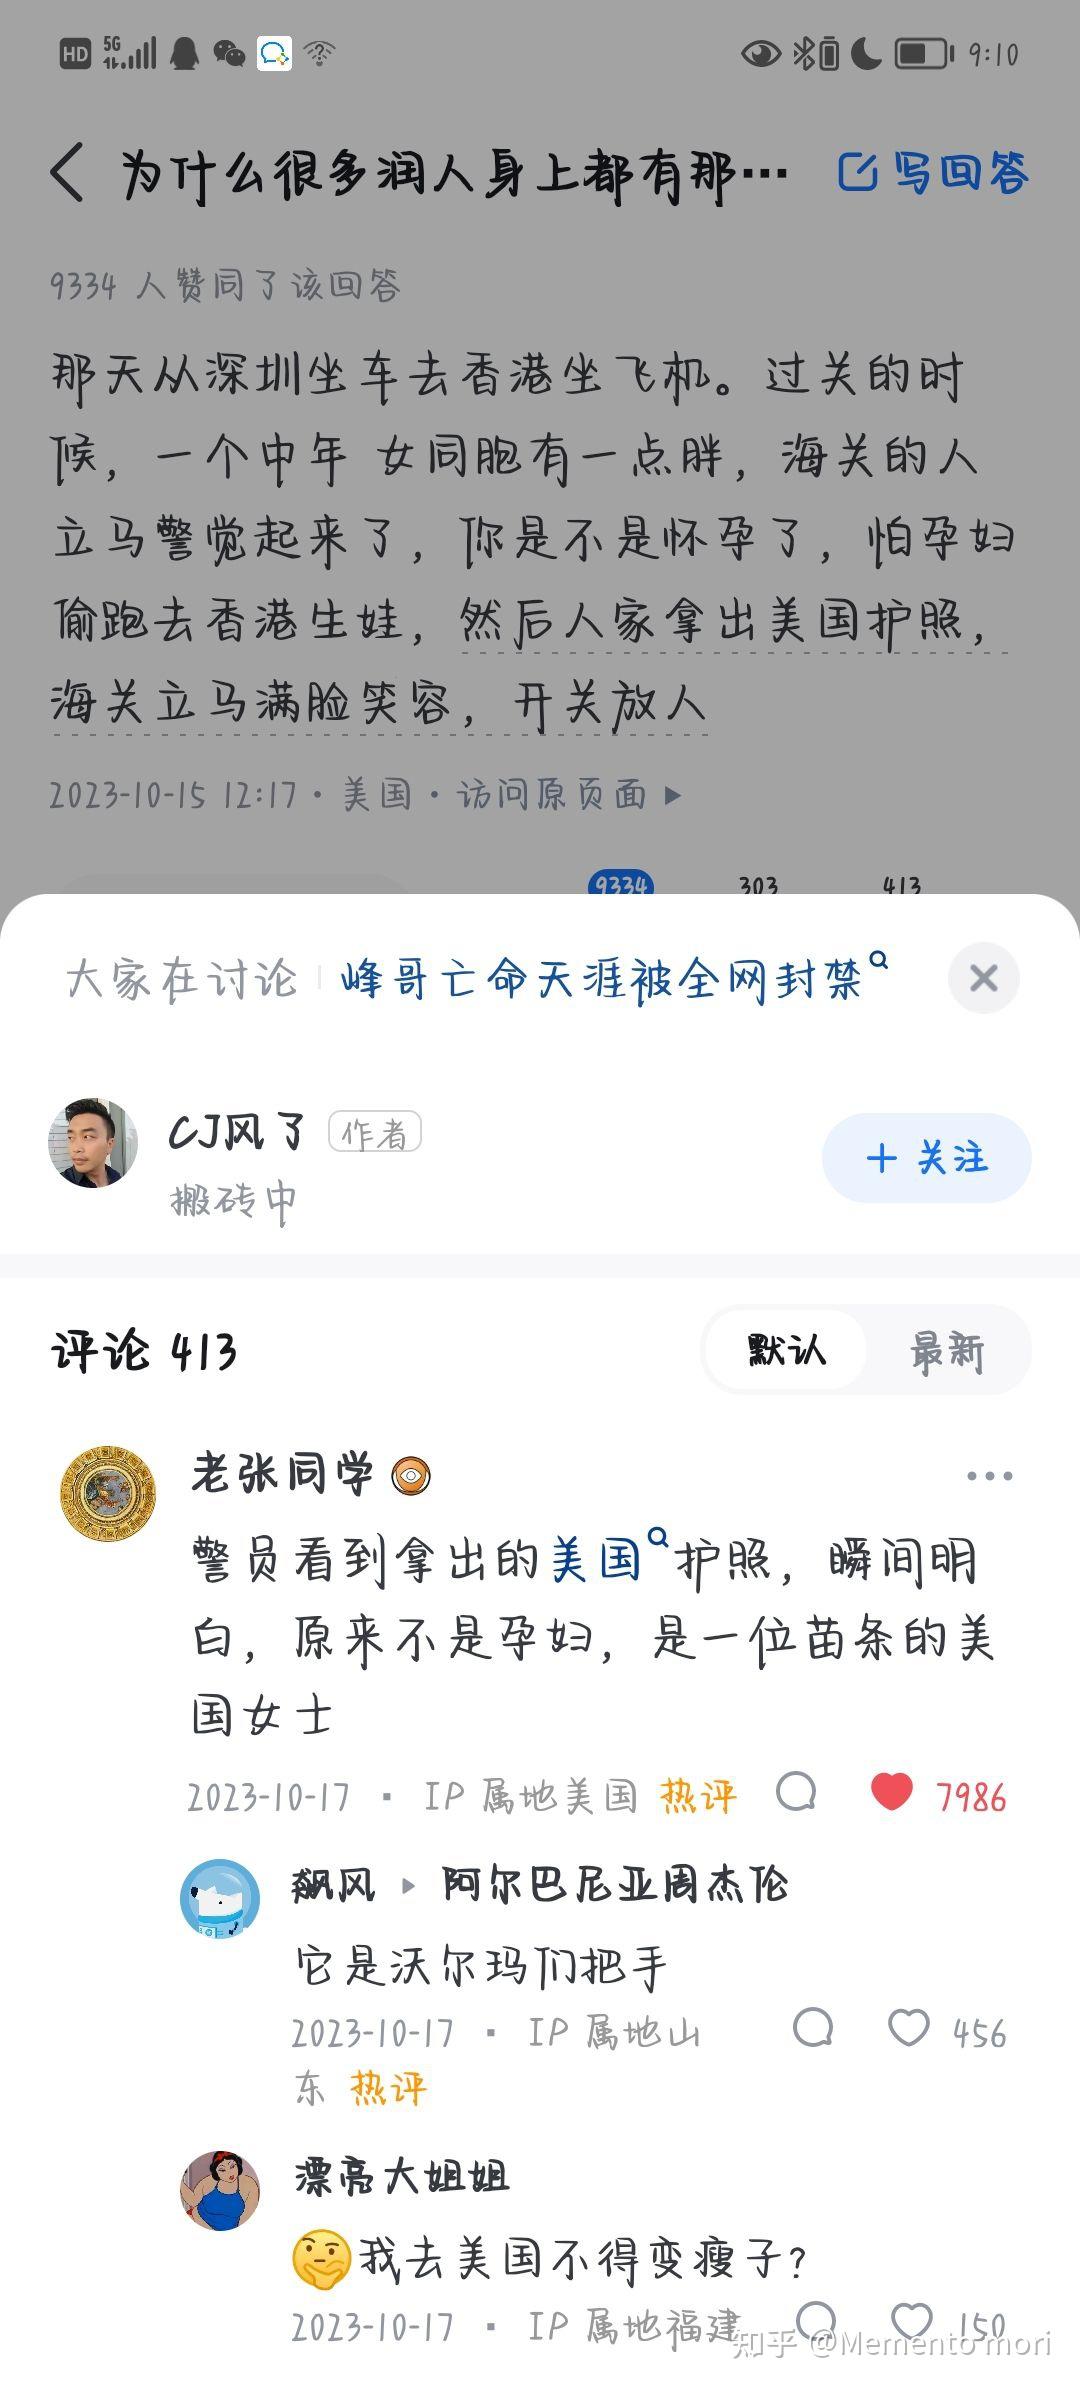 HD 5G 9:10
为什么很多润人身上都有那… 写回答
9334 人赞同了该回答
那天从深圳坐车去香港坐飞机。过关的时
候，一个中年 女同胞有一点胖，海关的人
立马警觉起来了，你是不是怀孕了，怕孕妇
偷跑去香港生娃，然后人家拿出美国护照，
海关立马满脸笑容，开关放人
2023-10-15 12:17 · 美国 · 访问原页面 ▸
9334 303 413
大家在讨论 | 峰哥亡命天涯被全网封禁
CJ风了 作者
搬砖中
+ 关注
评论 413
默认 最新
老张同学
警员看到拿出的美国护照，瞬间明
白，原来不是孕妇，是一位苗条的美
国女士
2023-10-17 · IP 属地美国 热评 7986
飙风 ▸ 阿尔巴尼亚周杰伦
它是沃尔玛们把手
2023-10-17 · IP 属地山 456
东 热评
漂亮大姐姐
🤔我去美国不得变瘦子?
2023-10-17 · IP 属地福建 150
知乎 @Memento mori